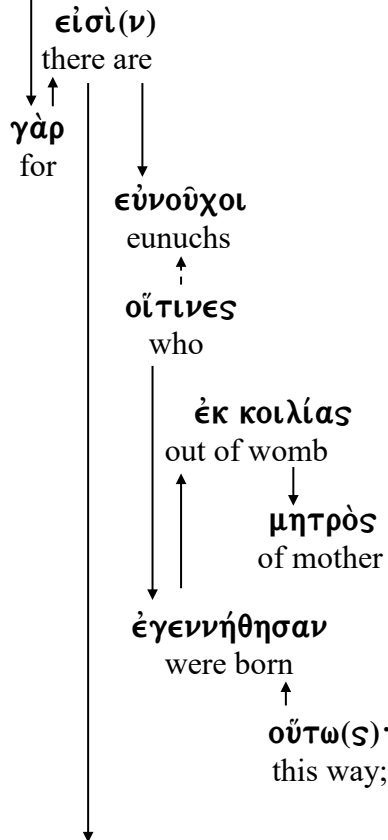 εἰσὶ(ν)
there are
γὰρ
for
εὐνοῦχοι
eunuchs
οἵτινες
who
ἐκ κοιλίας
out of womb
μητρὸς
of mother
ἐγεννήθησαν
were born
οὕτω(ς)·
this way;